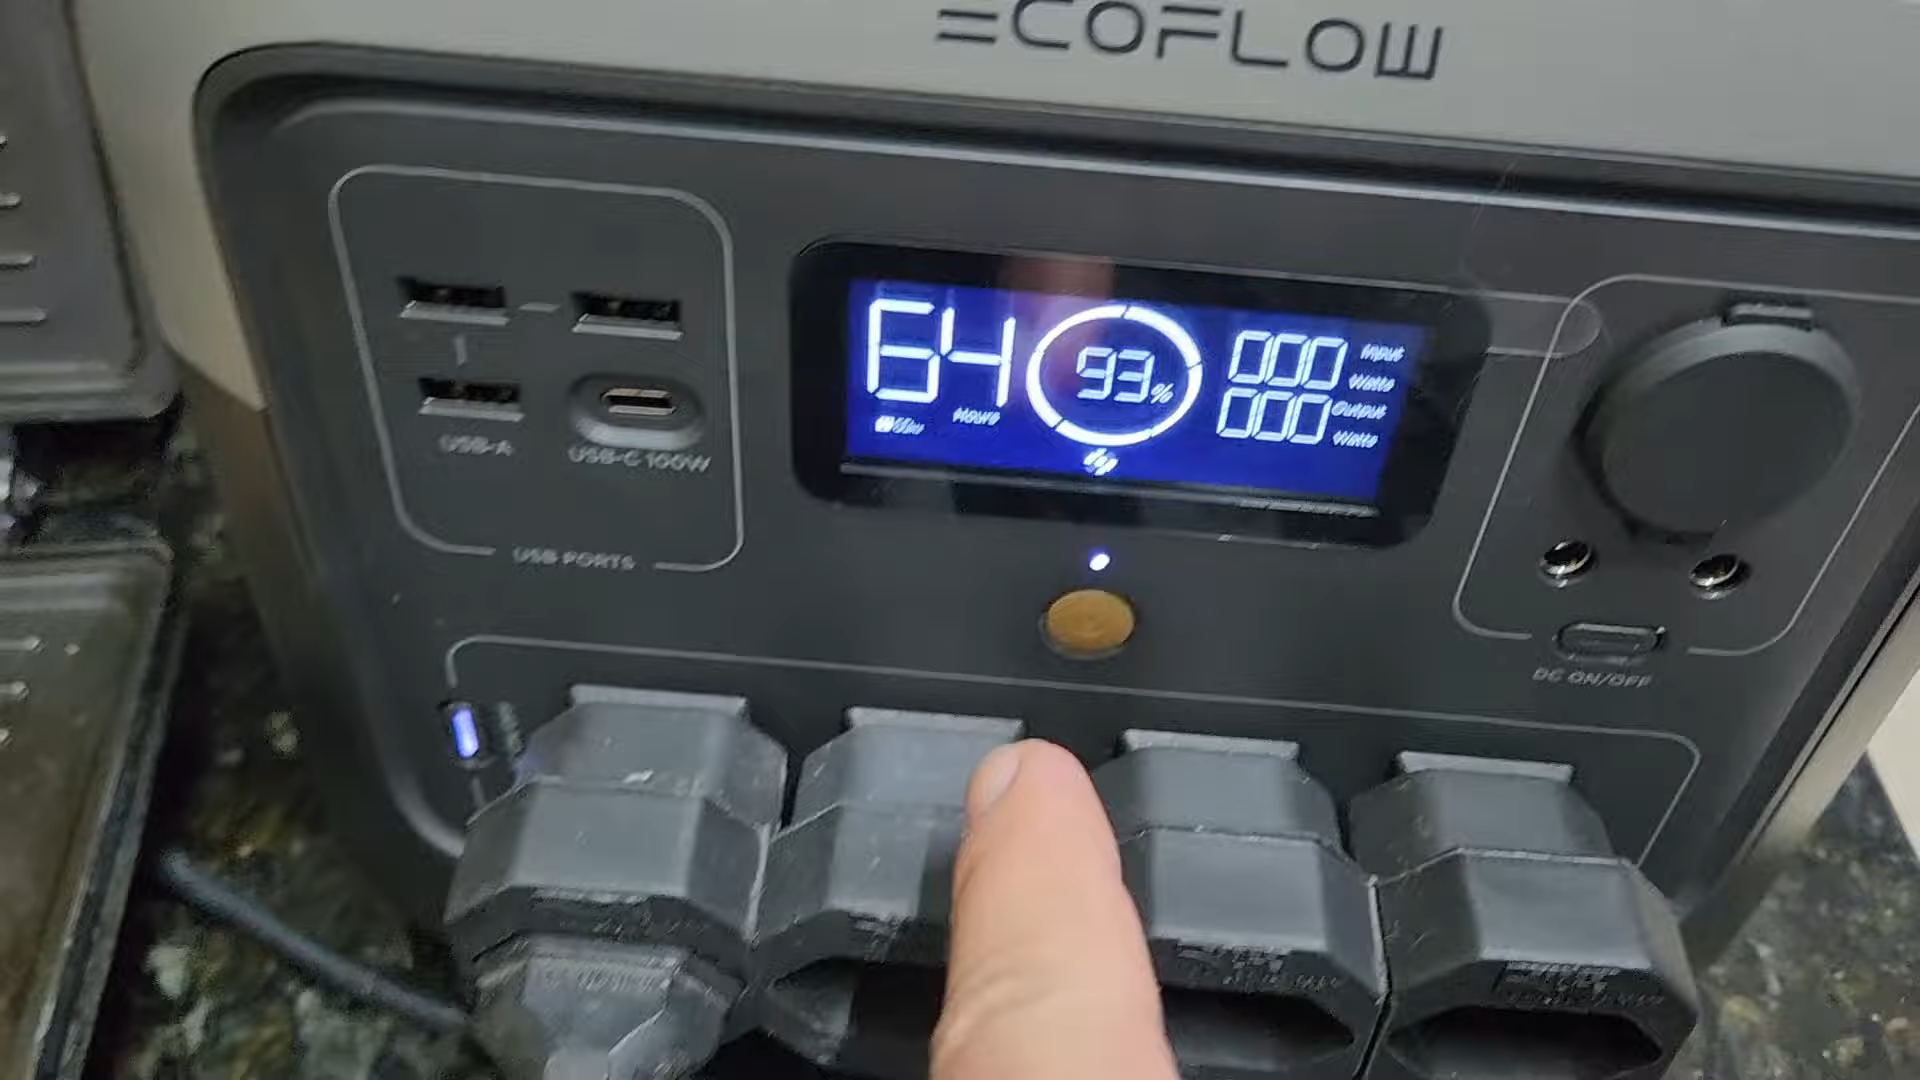 ECOFLOW
64
Hours
93%
000 Input
Watts
000 Output
Watts
USB-A
USB-C 100W
USB PORTS
DC ON/OFF